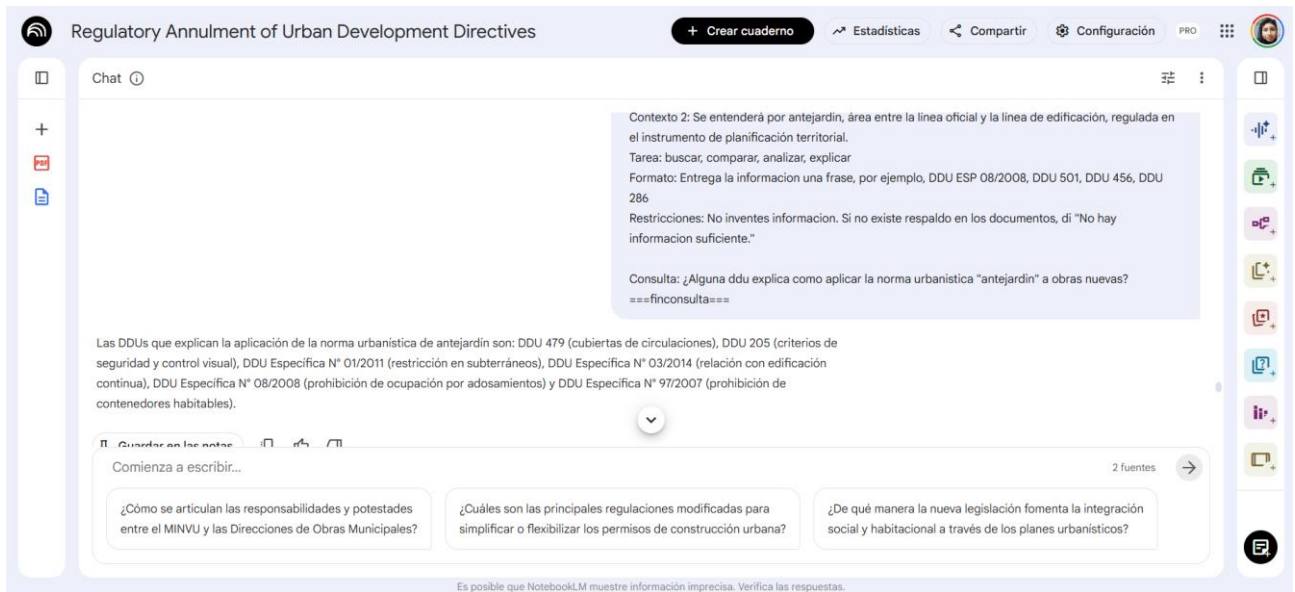 Regulatory Annulment of Urban Development Directives
+ Crear cuaderno
Estadísticas
Compartir
Configuración
PRO
Chat
Contexto 2: Se entenderá por antejardin, área entre la línea oficial y la línea de edificación, regulada en
el instrumento de planificación territorial.
Tarea: buscar, comparar, analizar, explicar
Formato: Entrega la informacion una frase, por ejemplo, DDU ESP 08/2008, DDU 501, DDU 456, DDU
286
Restricciones: No inventes informacion. Si no existe respaldo en los documentos, di "No hay
informacion suficiente."
Consulta: ¿Alguna ddu explica como aplicar la norma urbanistica "antejardin" a obras nuevas?
===finconsulta===
Las DDUs que explican la aplicación de la norma urbanística de antejardín son: DDU 479 (cubiertas de circulaciones), DDU 205 (criterios de
seguridad y control visual), DDU Específica N° 01/2011 (restricción en subterráneos), DDU Específica N° 03/2014 (relación con edificación
continua), DDU Específica N° 08/2008 (prohibición de ocupación por adosamientos) y DDU Específica N° 97/2007 (prohibición de
contenedores habitables).
Guardar en las notas
Comienza a escribir...
2 fuentes
¿Cómo se articulan las responsabilidades y potestades
entre el MINVU y las Direcciones de Obras Municipales?
¿Cuáles son las principales regulaciones modificadas para
simplificar o flexibilizar los permisos de construcción urbana?
¿De qué manera la nueva legislación fomenta la integración
social y habitacional a través de los planes urbanísticos?
Es posible que NotebookLM muestre información imprecisa. Verifica las respuestas.
PDF